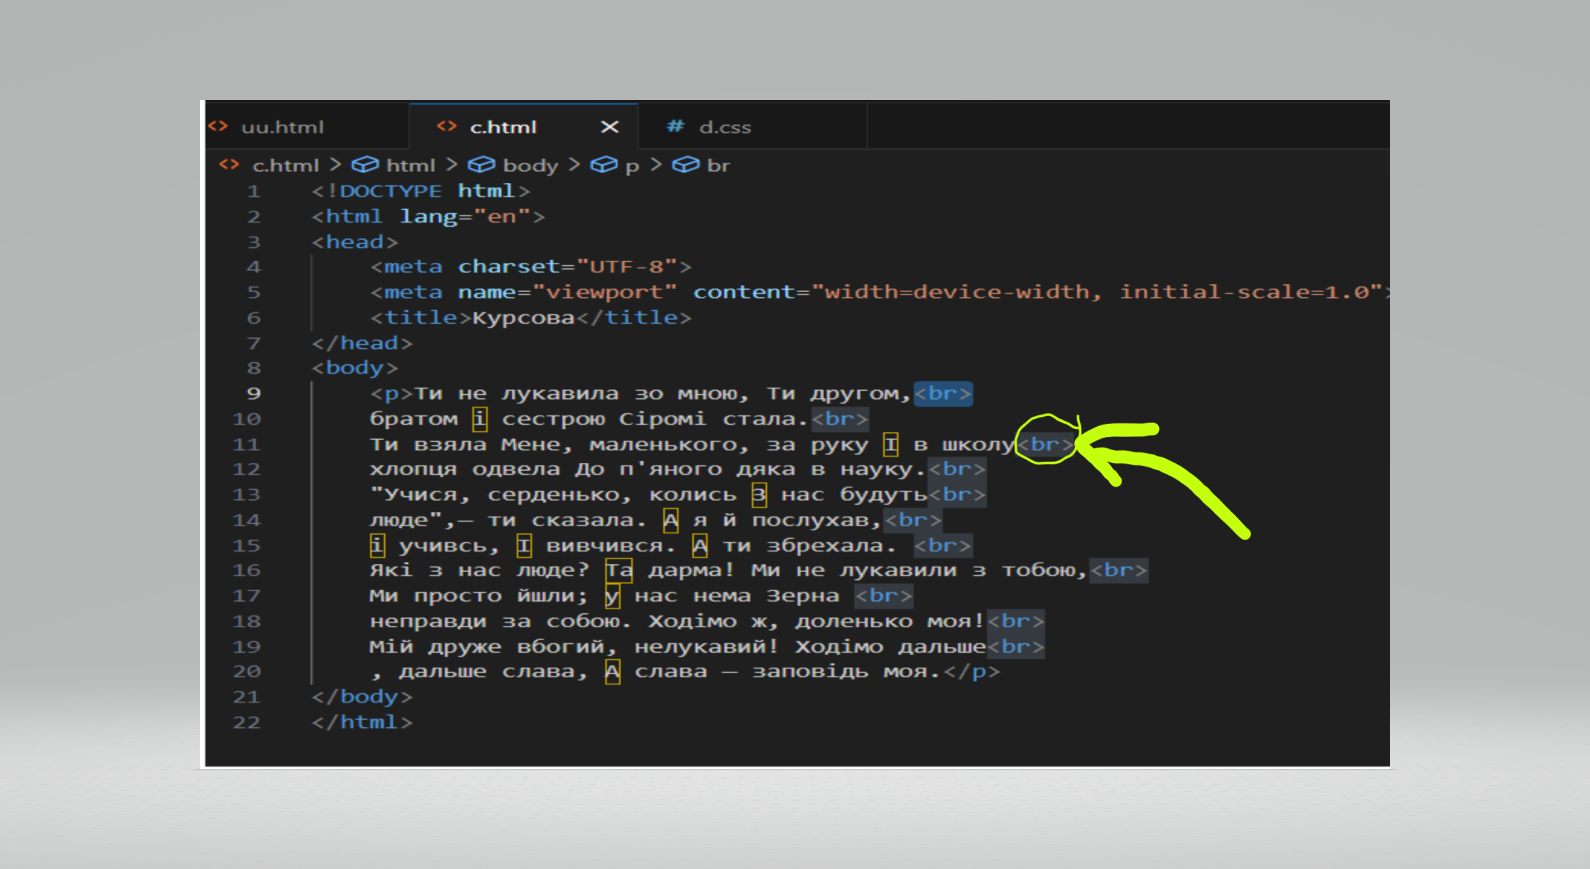 uu.html c.html d.css
c.html > html > body > p > br
1 <!DOCTYPE html>
2 <html lang="en">
3 <head>
4 <meta charset="UTF-8">
5 <meta name="viewport" content="width=device-width, initial-scale=1.0">
6 <title>Курсова</title>
7 </head>
8 <body>
9 <p>Ти не лукавила зо мною, Ти другом,<br>
10 братом і сестрою Сіромі стала.<br>
11 Ти взяла Мене, маленького, за руку І в школу<br>
12 хлопця одвела До п'яного дяка в науку.<br>
13 "Учися, серденько, колись З нас будуть<br>
14 люде",— ти сказала. А я й послухав,<br>
15 і учивсь, І вивчився. А ти збрехала. <br>
16 Які з нас люде? Та дарма! Ми не лукавили з тобою,<br>
17 Ми просто йшли; у нас нема Зерна <br>
18 неправди за собою. Ходімо ж, доленько моя!<br>
19 Мій друже вбогий, нелукавий! Ходімо дальше<br>
20 , дальше слава, А слава — заповідь моя.</p>
21 </body>
22 </html>